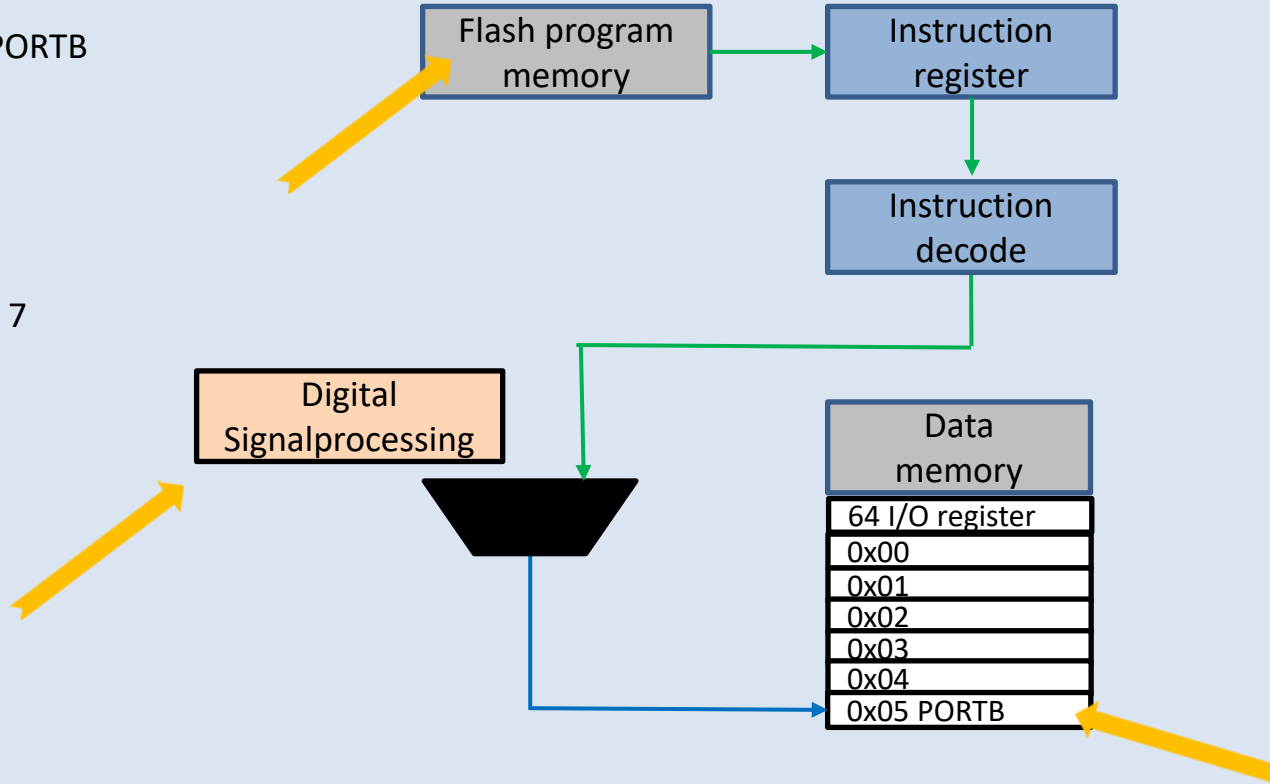 PORTB
Flash program
memory
Instruction
register
Instruction
decode
7
Digital
Signalprocessing
Data
memory
64 I/O register
0x00
0x01
0x02
0x03
0x04
0x05 PORTB